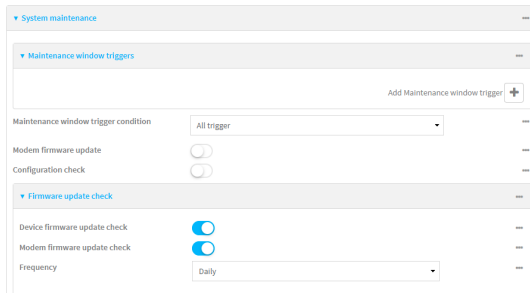 System maintenance
Maintenance window triggers
Add Maintenance window trigger
Maintenance window trigger condition
All trigger
Modem firmware update
Configuration check
Firmware update check
Device firmware update check
Modem firmware update check
Frequency
Daily